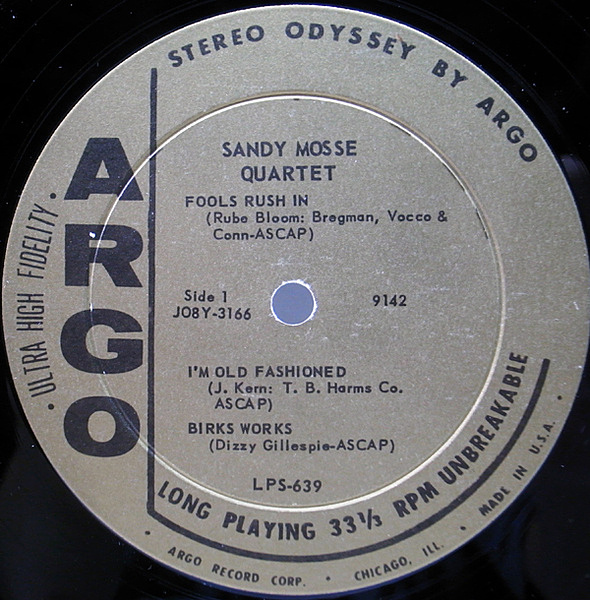 STEREO ODYSSEY BY ARGO
ARGO
·ULTRA HIGH FIDELITY·
SANDY MOSSE
QUARTET
FOOLS RUSH IN
(Rube Bloom: Bregman, Vocco &
Conn-ASCAP)
Side 1
9142
JO8Y-3166
I'M OLD FASHIONED
(J. Kern: T. B. Harms Co.
ASCAP)
BIRKS WORKS
(Dizzy Gillespie-ASCAP)
LPS-639
LONG PLAYING 33⅓ RPM UNBREAKABLE
· ARGO RECORD CORP. · CHICAGO, ILL. · MADE IN U.S.A. ·